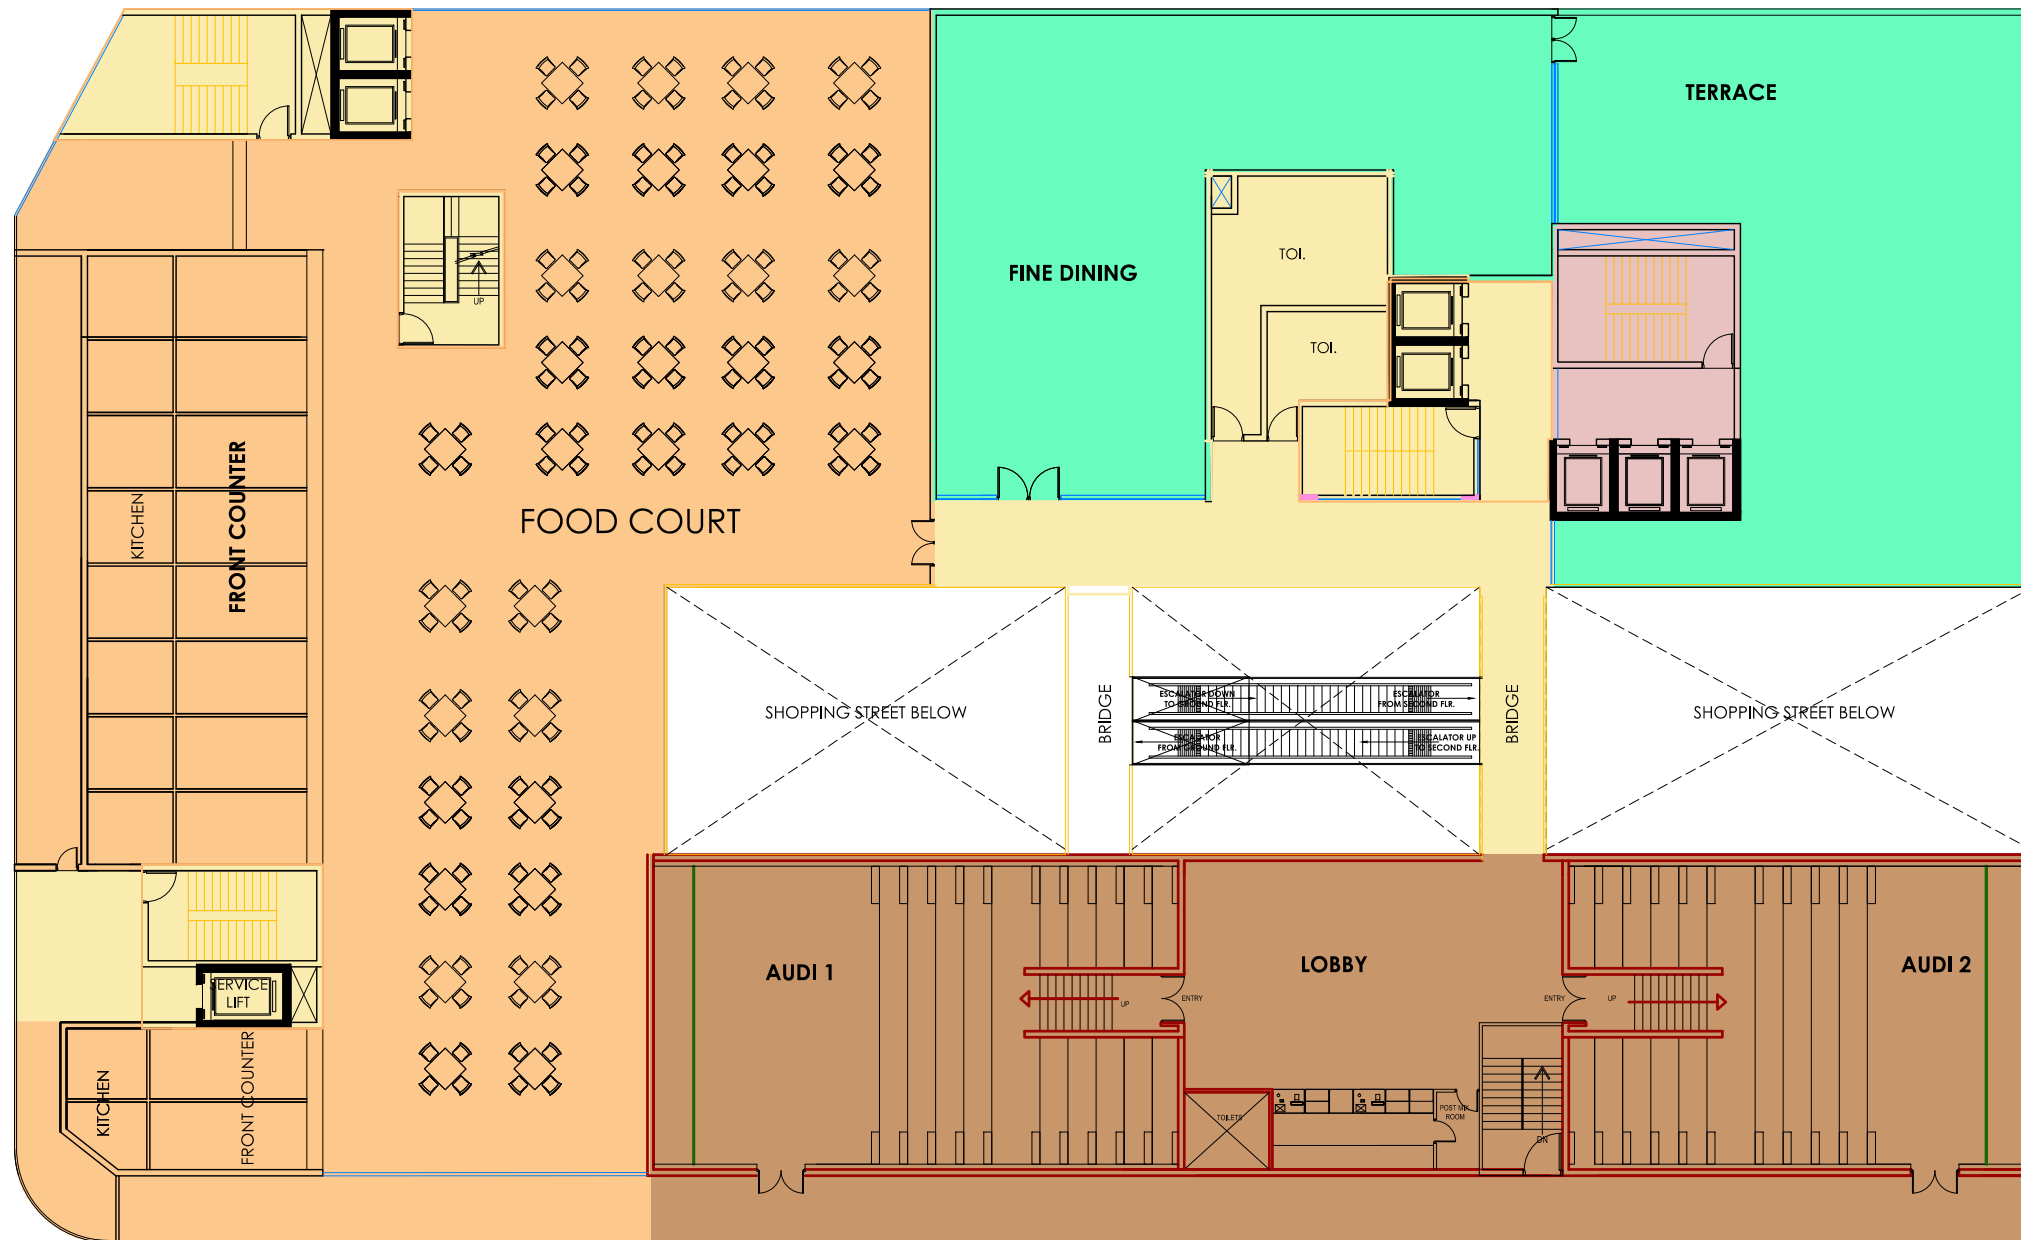 TERRACE
FINE DINING
TOI.
TOI.
UP
KITCHEN
FRONT COUNTER
FOOD COURT
SHOPPING STREET BELOW
BRIDGE
ESCALATOR DOWN
TO GROUND FLR.
ESCALATOR
FROM SECOND FLR.
ESCALATOR
FROM GROUND FLR.
ESCALATOR UP
TO SECOND FLR.
BRIDGE
SHOPPING STREET BELOW
AUDI 1
LOBBY
AUDI 2
SERVICE
LIFT
UP
ENTRY
ENTRY
UP
KITCHEN
FRONT COUNTER
TOILETS
POST MIX
ROOM
DN